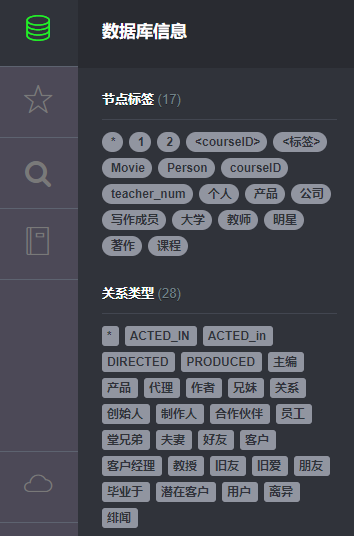 数据库信息
节点标签 (17)
* 1 2 <courseID> <标签>
Movie Person courseID
teacher_num 个人 产品 公司
写作成员 大学 教师 明星
著作 课程
关系类型 (28)
* ACTED_IN ACTED_in
DIRECTED PRODUCED 主编
产品 代理 作者 兄妹 关系
创始人 制作人 合作伙伴 员工
堂兄弟 夫妻 好友 客户
客户经理 教授 旧友 旧爱 朋友
毕业于 潜在客户 用户 离异
绯闻